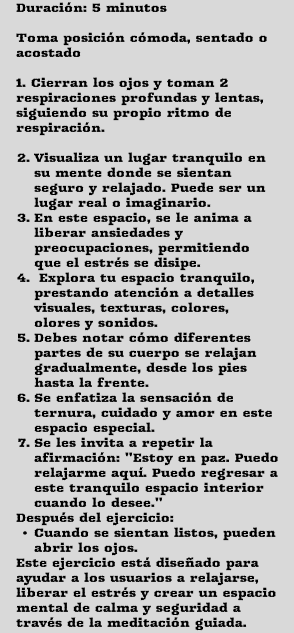 Duración: 5 minutos
Toma posición cómoda, sentado o
acostado
1. Cierran los ojos y toman 2
respiraciones profundas y lentas,
siguiendo su propio ritmo de
respiración.
2. Visualiza un lugar tranquilo en
su mente donde se sientan
seguro y relajado. Puede ser un
lugar real o imaginario.
3. En este espacio, se le anima a
liberar ansiedades y
preocupaciones, permitiendo
que el estrés se disipe.
4. Explora tu espacio tranquilo,
prestando atención a detalles
visuales, texturas, colores,
olores y sonidos.
5. Debes notar cómo diferentes
partes de su cuerpo se relajan
gradualmente, desde los pies
hasta la frente.
6. Se enfatiza la sensación de
ternura, cuidado y amor en este
espacio especial.
7. Se les invita a repetir la
afirmación: "Estoy en paz. Puedo
relajarme aquí. Puedo regresar a
este tranquilo espacio interior
cuando lo desee."
Después del ejercicio:
• Cuando se sientan listos, pueden
abrir los ojos.
Este ejercicio está diseñado para
ayudar a los usuarios a relajarse,
liberar el estrés y crear un espacio
mental de calma y seguridad a
través de la meditación guiada.